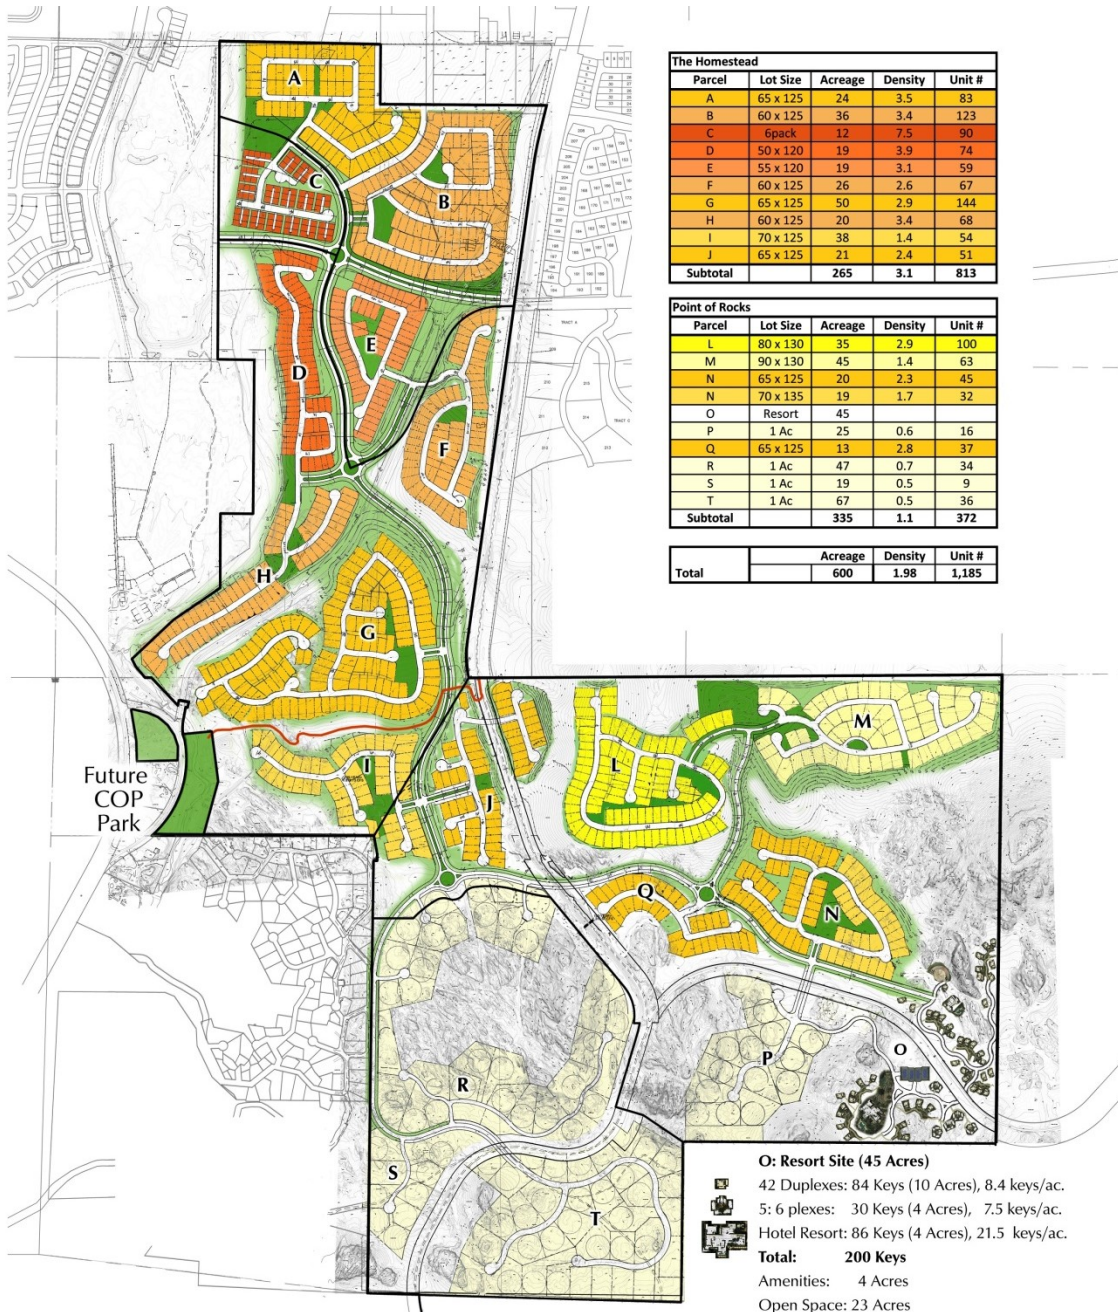 The Homestead
Parcel Lot Size Acreage Density Unit #
A 65 x 125 24 3.5 83
B 60 x 125 36 3.4 123
C 6pack 12 7.5 90
D 50 x 120 19 3.9 74
E 55 x 120 19 3.1 59
F 60 x 125 26 2.6 67
G 65 x 125 50 2.9 144
H 60 x 125 20 3.4 68
I 70 x 125 38 1.4 54
J 65 x 125 21 2.4 51
Subtotal 265 3.1 813
Point of Rocks
Parcel Lot Size Acreage Density Unit #
L 80 x 130 35 2.9 100
M 90 x 130 45 1.4 63
N 65 x 125 20 2.3 45
N 70 x 135 19 1.7 32
O Resort 45
P 1 Ac 25 0.6 16
Q 65 x 125 13 2.8 37
R 1 Ac 47 0.7 34
S 1 Ac 19 0.5 9
T 1 Ac 67 0.5 36
Subtotal 335 1.1 372
Acreage Density Unit #
Total 600 1.98 1,185
A
B
C
D
E
F
G
H
I
J
L
M
N
Q
O
P
R
S
T
Future
COP
Park
O: Resort Site (45 Acres)
42 Duplexes: 84 Keys (10 Acres), 8.4 keys/ac.
5: 6 plexes: 30 Keys (4 Acres), 7.5 keys/ac.
Hotel Resort: 86 Keys (4 Acres), 21.5 keys/ac.
Total: 200 Keys
Amenities: 4 Acres
Open Space: 23 Acres